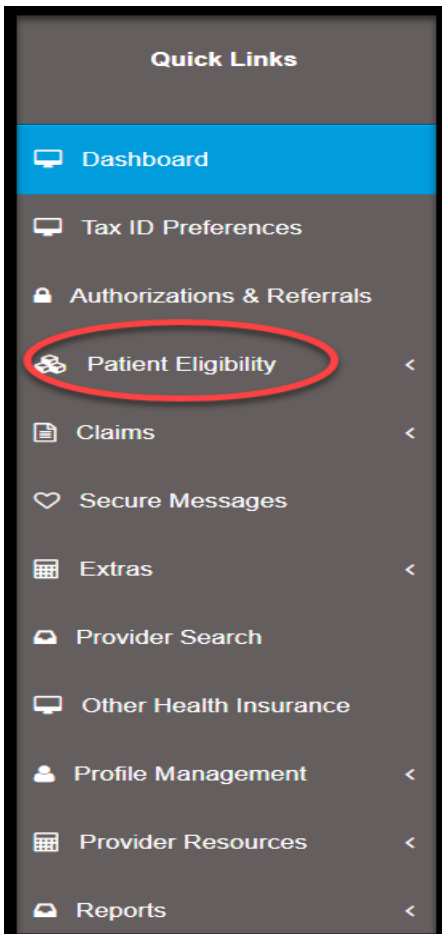 Quick Links
Dashboard
Tax ID Preferences
Authorizations & Referrals
Patient Eligibility
Claims
Secure Messages
Extras
Provider Search
Other Health Insurance
Profile Management
Provider Resources
Reports